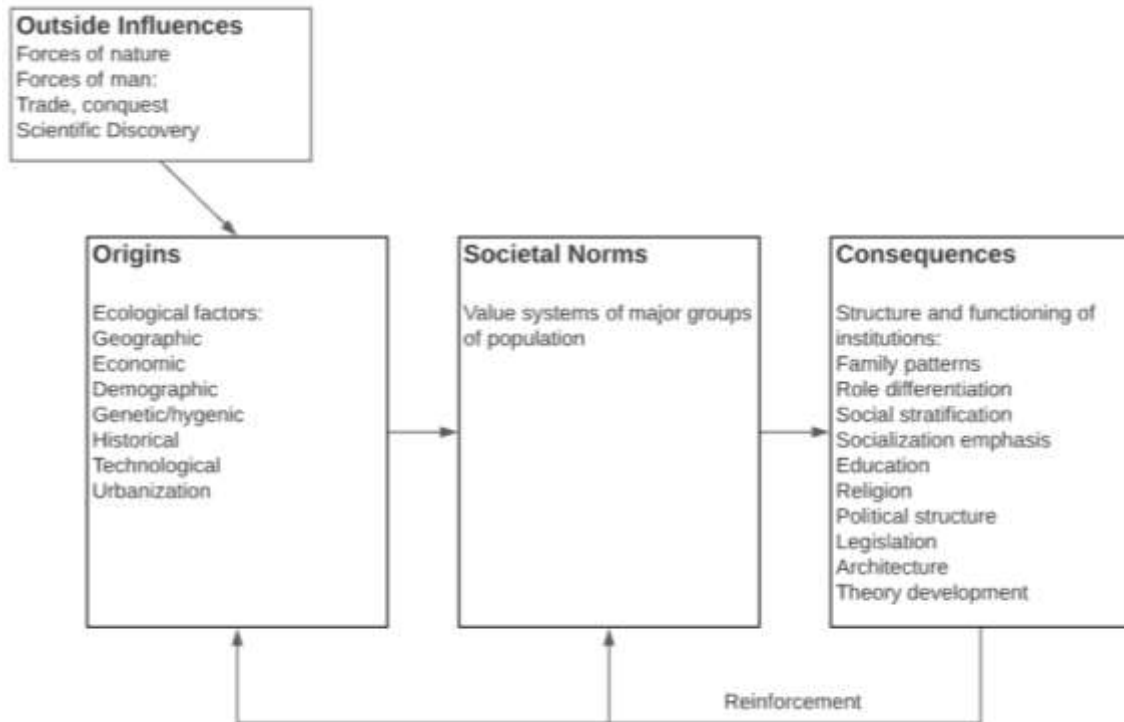 Outside Influences
Forces of nature
Forces of man:
Trade, conquest
Scientific Discovery
Origins
Ecological factors:
Geographic
Economic
Demographic
Genetic/hygenic
Historical
Technological
Urbanization
Societal Norms
Value systems of major groups
of population
Consequences
Structure and functioning of
institutions:
Family patterns
Role differentiation
Social stratification
Socialization emphasis
Education
Religion
Political structure
Legislation
Architecture
Theory development
Reinforcement